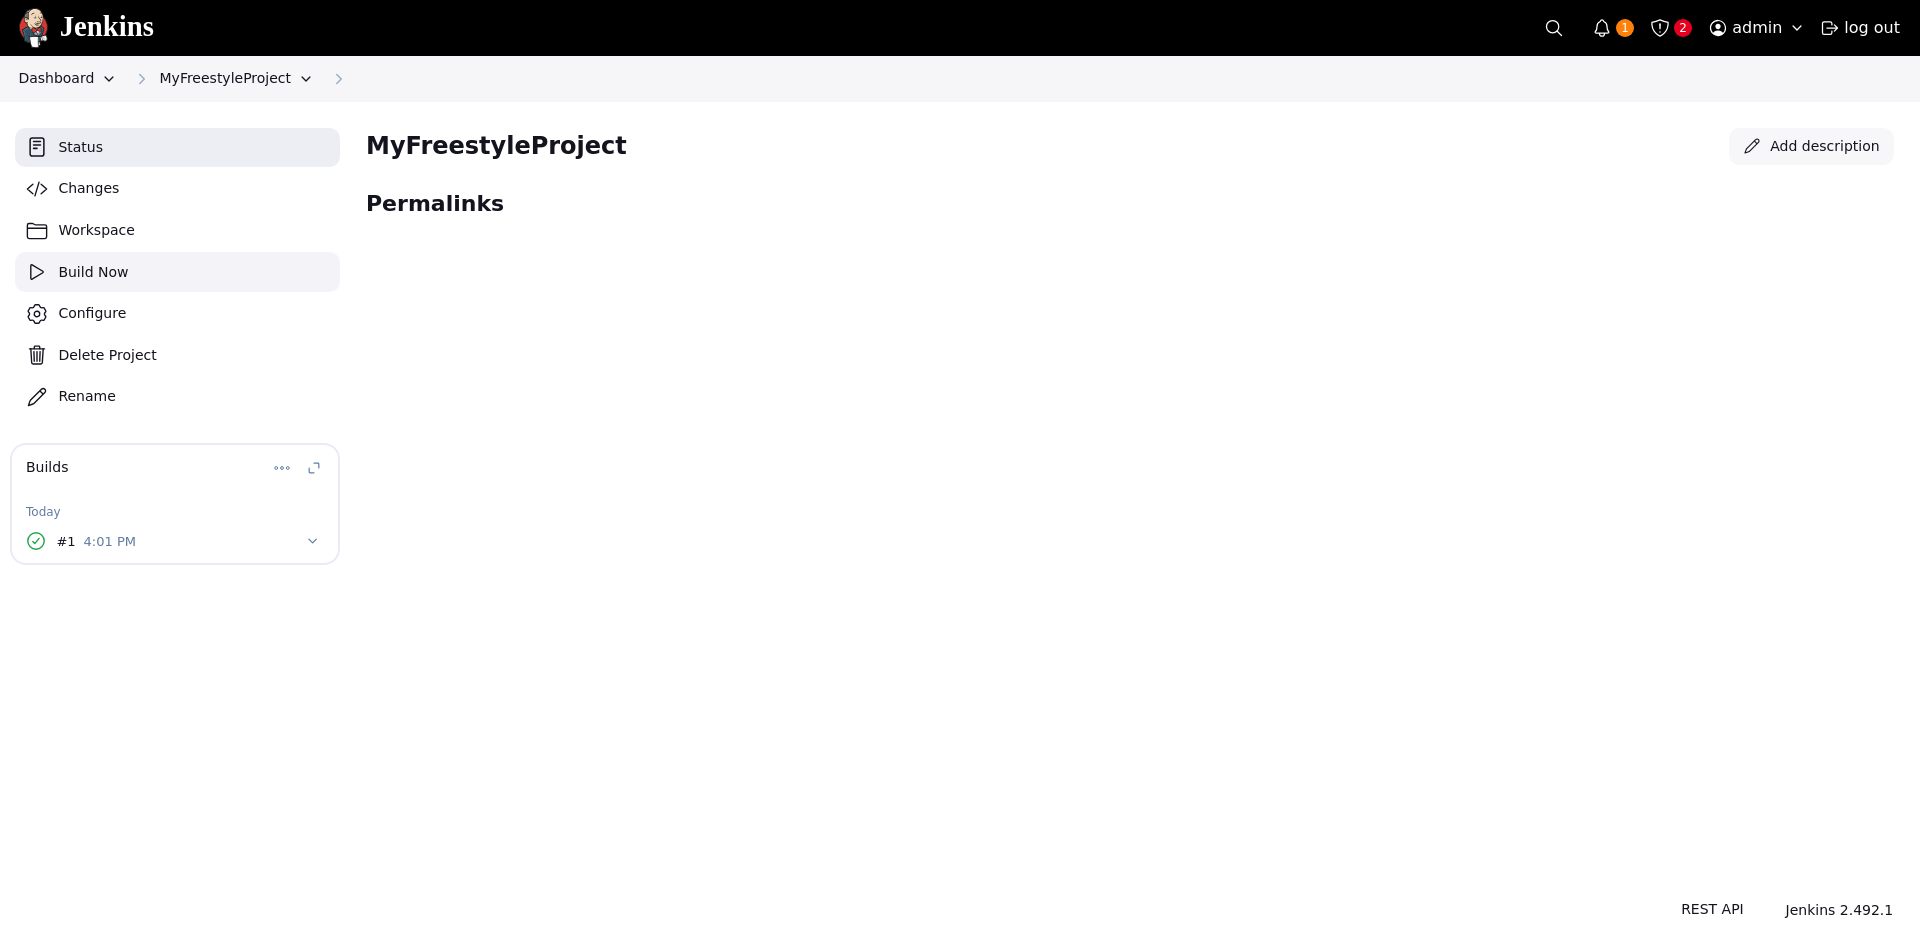 Jenkins
1
2
admin
log out
Dashboard
MyFreestyleProject
Status
Changes
Workspace
Build Now
Configure
Delete Project
Rename
Builds
Today
#1 4:01 PM
MyFreestyleProject
Add description
Permalinks
REST API
Jenkins 2.492.1